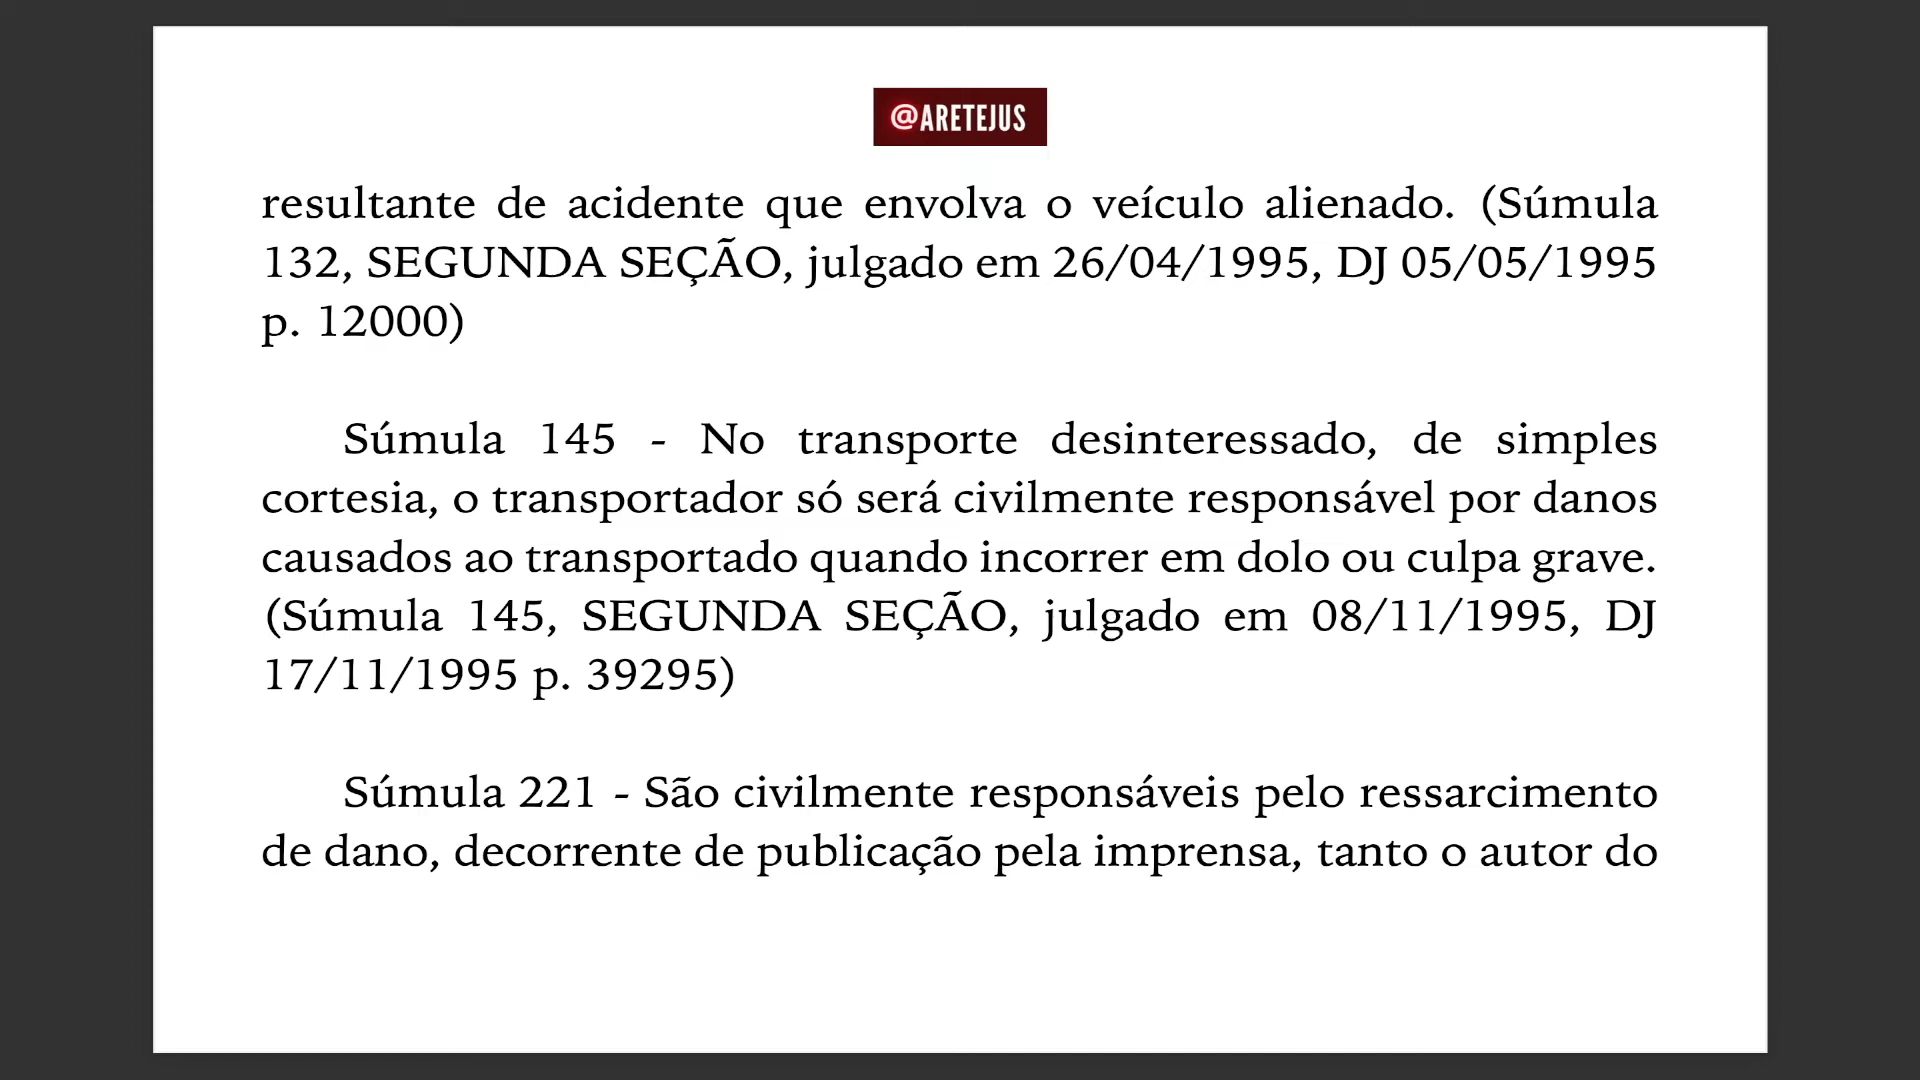 @ARETEJUS
resultante de acidente que envolva o veículo alienado. (Súmula
132, SEGUNDA SEÇÃO, julgado em 26/04/1995, DJ 05/05/1995
p. 12000)
Súmula 145 - No transporte desinteressado, de simples
cortesia, o transportador só será civilmente responsável por danos
causados ao transportado quando incorrer em dolo ou culpa grave.
(Súmula 145, SEGUNDA SEÇÃO, julgado em 08/11/1995, DJ
17/11/1995 p. 39295)
Súmula 221 - São civilmente responsáveis pelo ressarcimento
de dano, decorrente de publicação pela imprensa, tanto o autor do